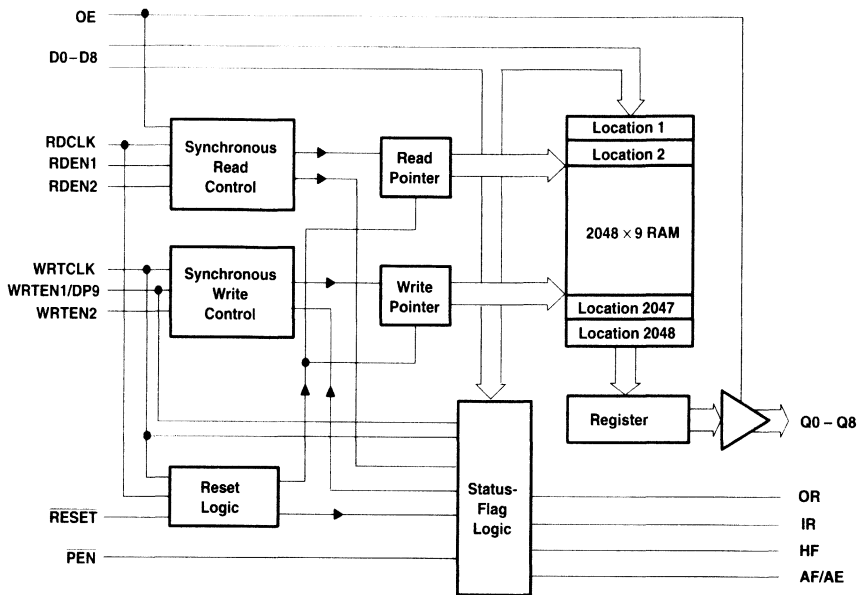 OE
D0–D8
RDCLK
RDEN1
RDEN2
Synchronous
Read
Control
Read
Pointer
Location 1
Location 2
2048 × 9 RAM
Location 2047
Location 2048
WRTCLK
WRTEN1/DP9
WRTEN2
Synchronous
Write
Control
Write
Pointer
Register
Q0 – Q8
RESET
PEN
Reset
Logic
Status-
Flag
Logic
OR
IR
HF
AF/AE